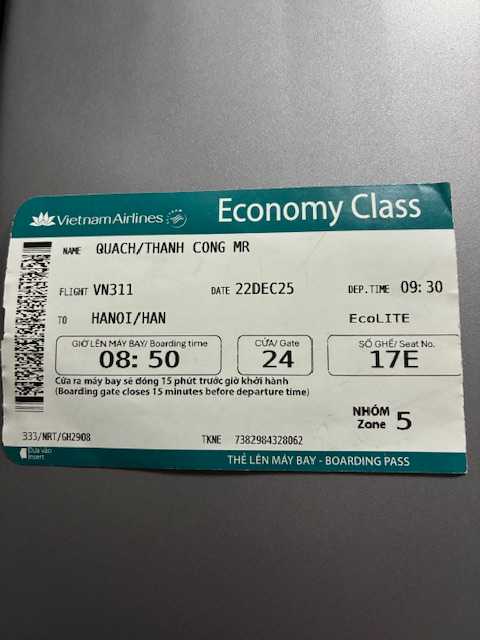 Vietnam Airlines Economy Class
NAME QUACH/THANH CONG MR
FLIGHT VN311 DATE 22DEC25 DEP.TIME 09:30
TO HANOI/HAN EcoLITE
GIỜ LÊN MÁY BAY/ Boarding time CỬA/ Gate SỐ GHẾ/ Seat No.
08:50 24 17E
Cửa ra máy bay sẽ đóng 15 phút trước giờ khởi hành
(Boarding gate closes 15 minutes before departure time)
NHÓM
Zone 5
333/NRT/GH2908 TKNE 7382984328062
Đưa vào
Insert
THẺ LÊN MÁY BAY - BOARDING PASS